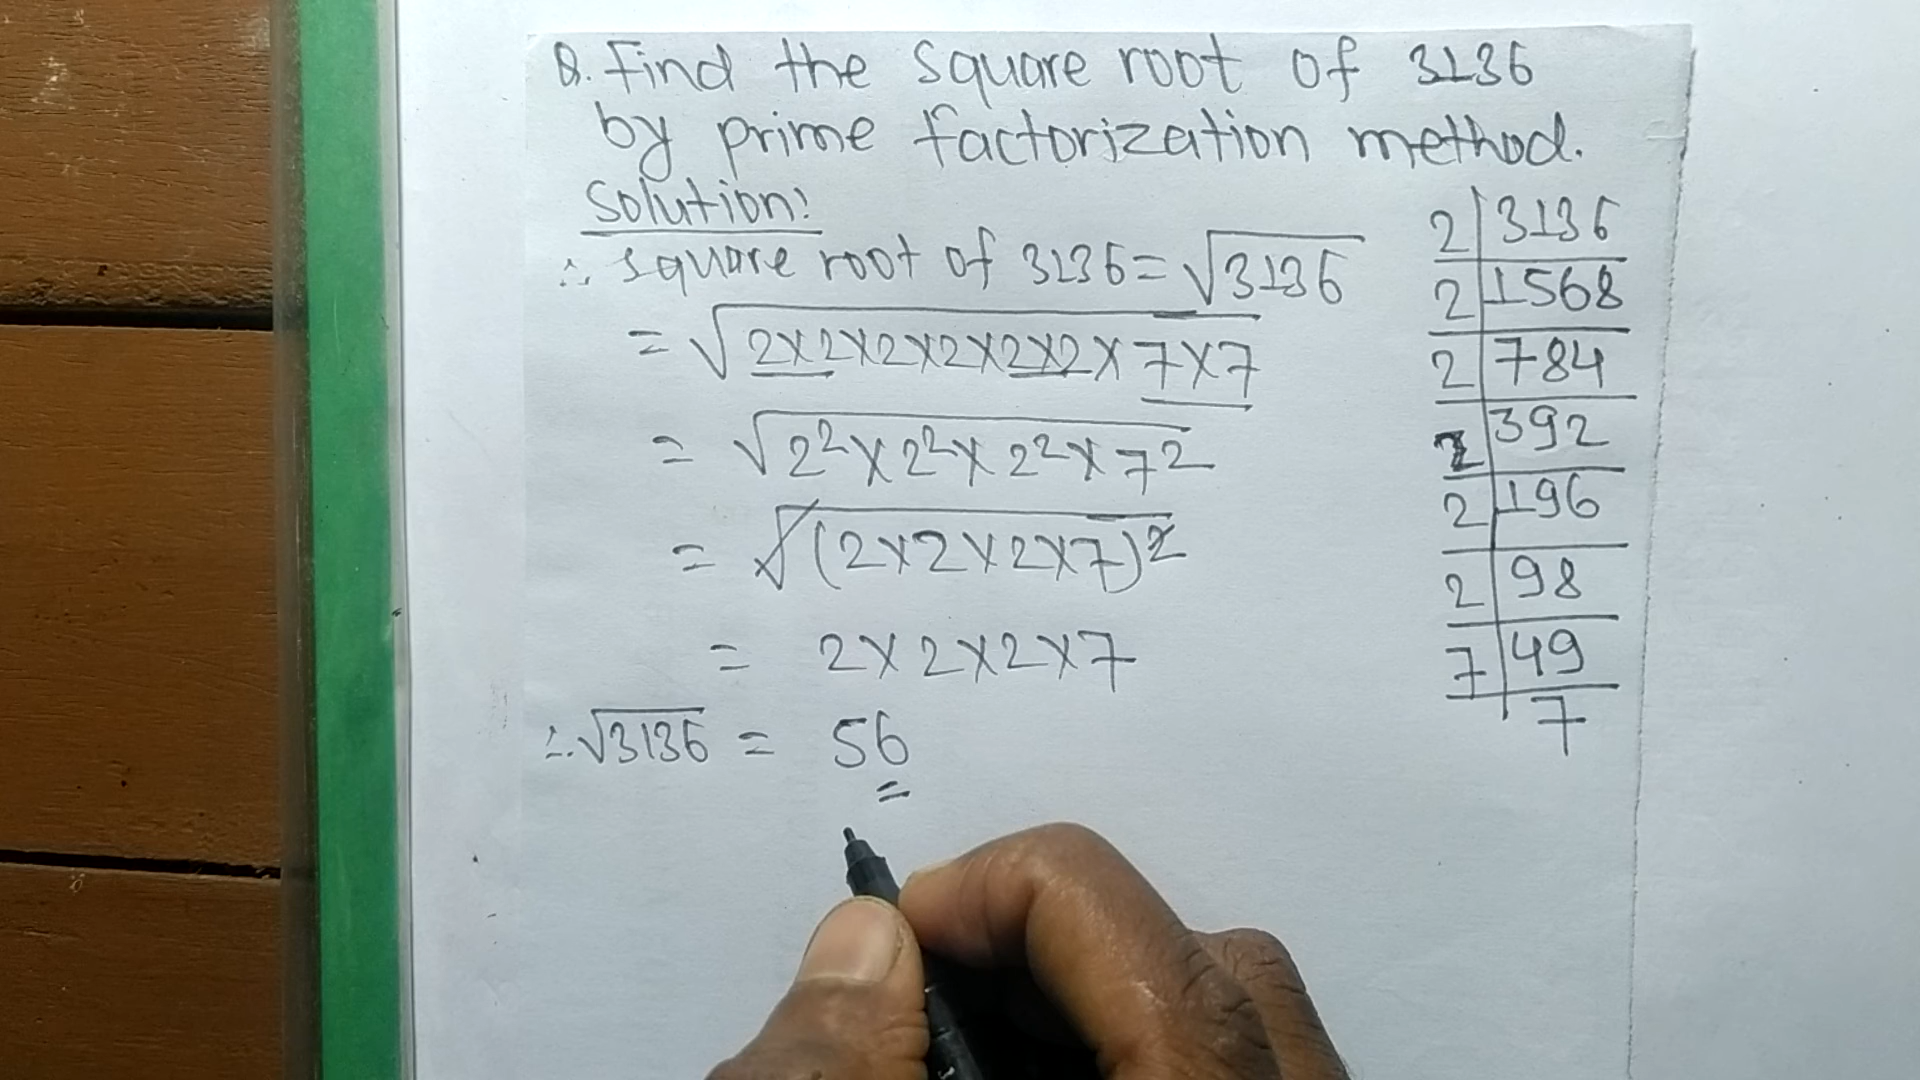 Q. Find the square root of 3136
by prime factorization method.
Solution:
∴ square root of 3136 = √3136
= √2×2×2×2×2×2×7×7
= √2²×2²×2²×7²
= √(2×2×2×7)²
= 2×2×2×7
∴ √3136 = 56
2 | 3136
2 | 1568
2 | 784
2 | 392
2 | 196
2 | 98
7 | 49
7